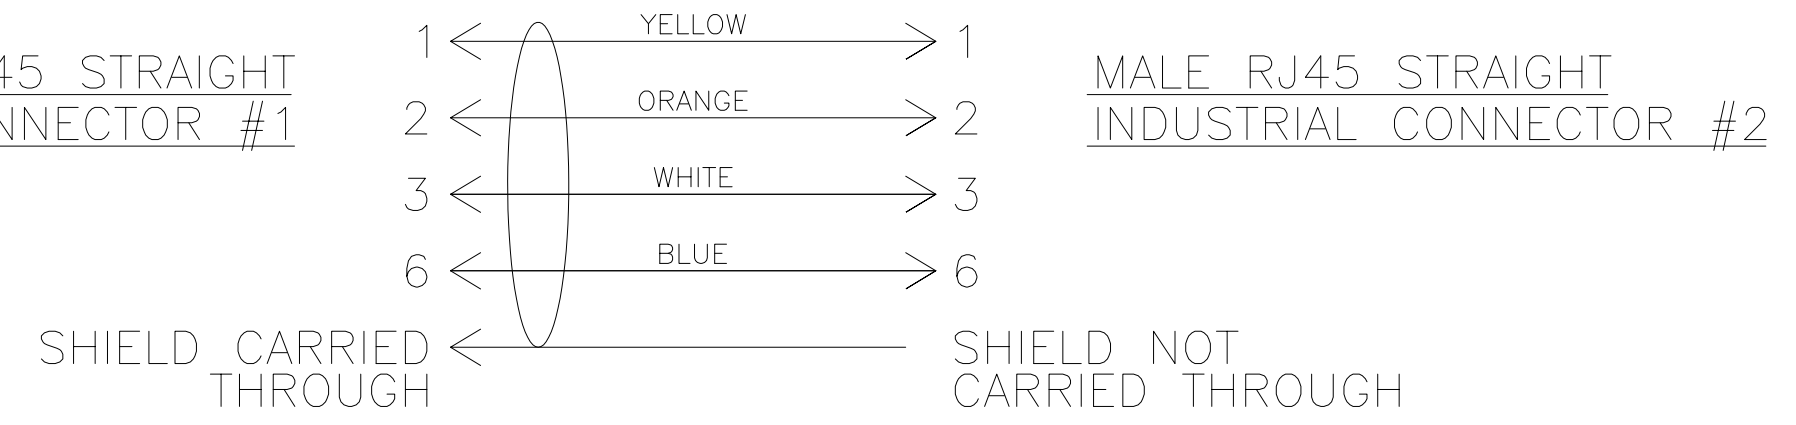 45 STRAIGHT
NNECTOR #1
1 YELLOW 1
2 ORANGE 2
3 WHITE 3
6 BLUE 6
SHIELD CARRIED
THROUGH
SHIELD NOT
CARRIED THROUGH
MALE RJ45 STRAIGHT
INDUSTRIAL CONNECTOR #2